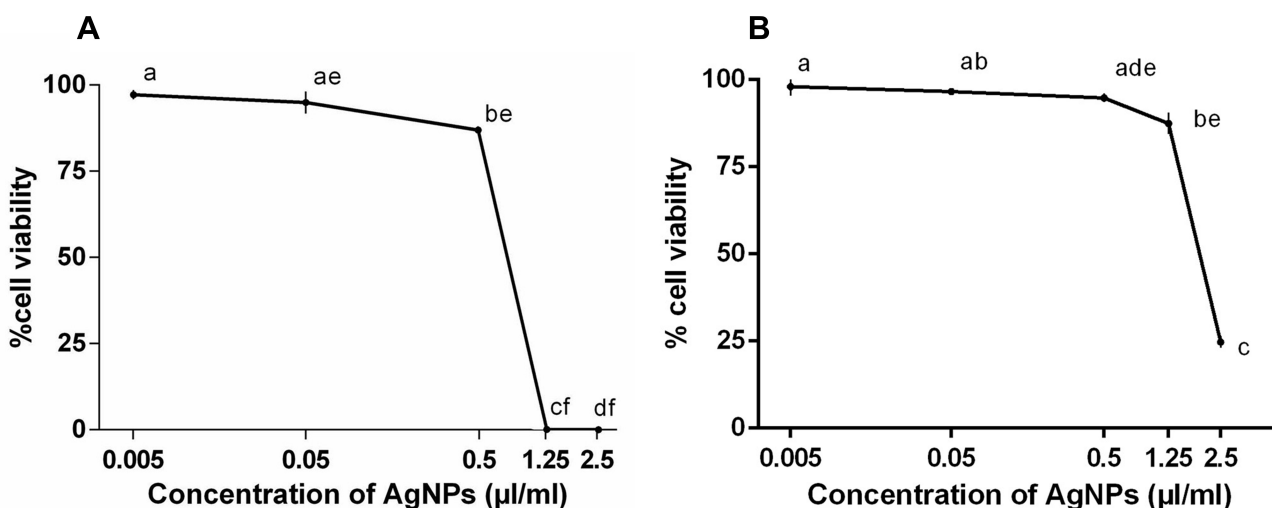 A
%cell viability
100
75
50
25
0
a
ae
be
cf
df
0.005
0.05
0.5
1.25
2.5
Concentration of AgNPs (µl/ml)
B
% cell viability
100
75
50
25
0
a
ab
ade
be
c
0.005
0.05
0.5
1.25
2.5
Concentration of AgNPs (µl/ml)